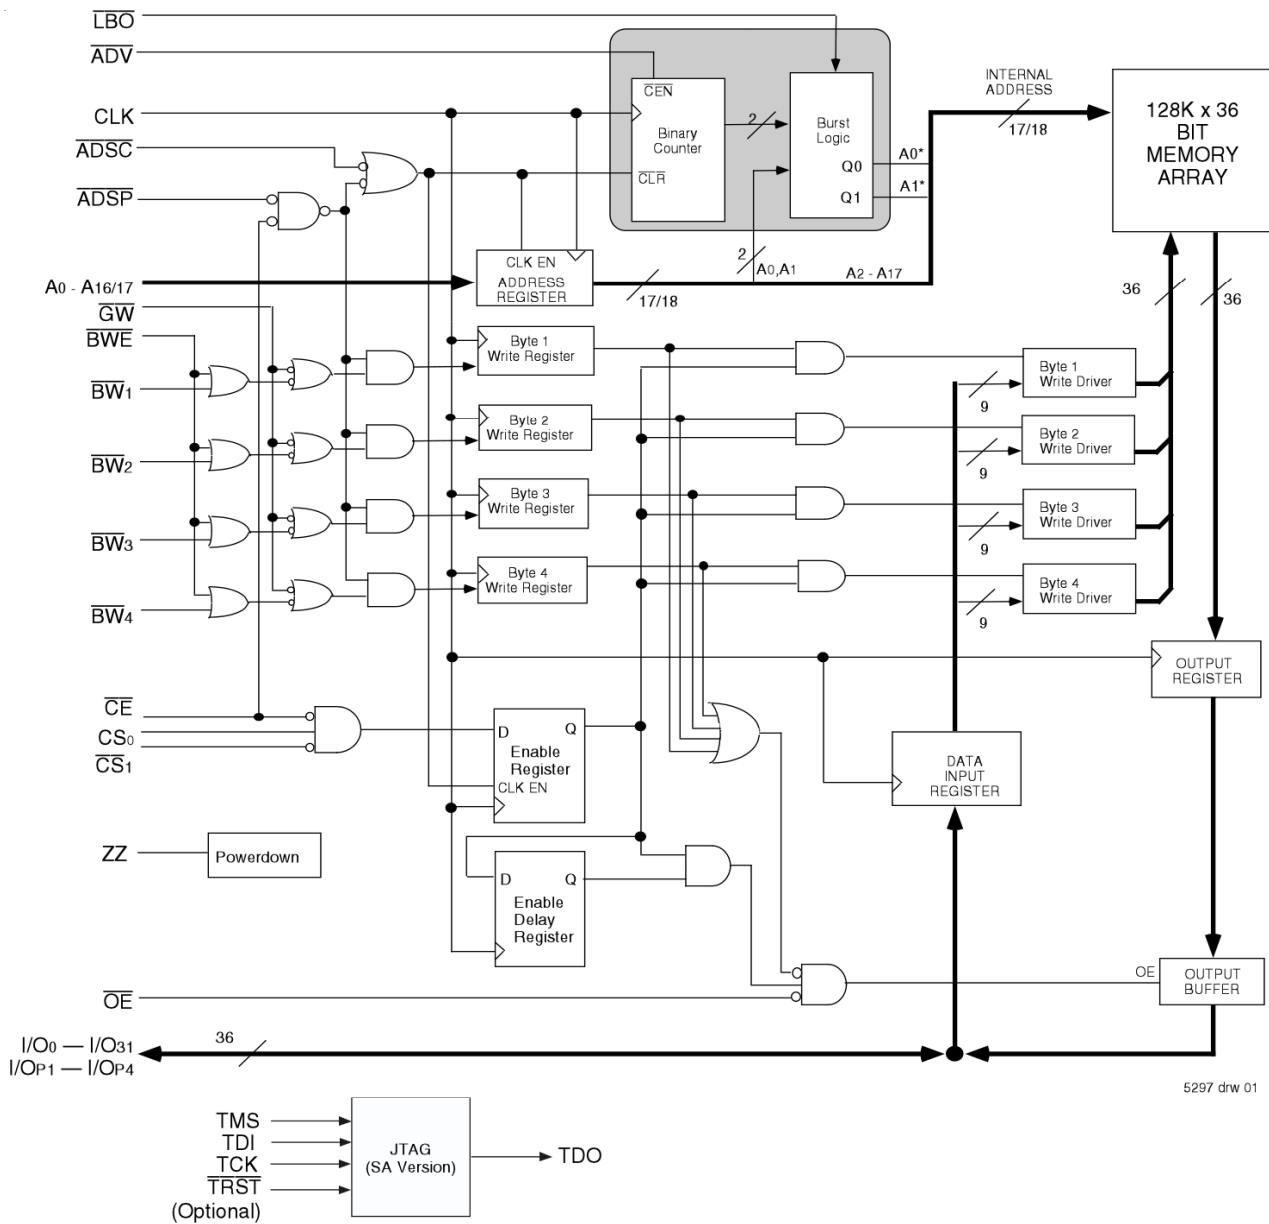 LBO
ADV
CLK
ADSC
ADSP
CEN
Binary
Counter
CLR
2
Burst
Logic
Q0
Q1
A0*
A1*
INTERNAL
ADDRESS
17/18
128K x 36
BIT
MEMORY
ARRAY
A0 - A16/17
CLK EN
ADDRESS
REGISTER
17/18
2
A0,A1
A2 - A17
36
36
GW
BWE
BW1
Byte 1
Write Register
Byte 1
Write Driver
9
BW2
Byte 2
Write Register
Byte 2
Write Driver
9
BW3
Byte 3
Write Register
Byte 3
Write Driver
9
BW4
Byte 4
Write Register
Byte 4
Write Driver
9
OUTPUT
REGISTER
CE
CS0
CS1
D Q
Enable
Register
CLK EN
DATA
INPUT
REGISTER
ZZ
Powerdown
D Q
Enable
Delay
Register
OE
OE
OUTPUT
BUFFER
I/O0 — I/O31
I/OP1 — I/OP4
36
5297 drw 01
TMS
TDI
TCK
TRST
(Optional)
JTAG
(SA Version)
TDO